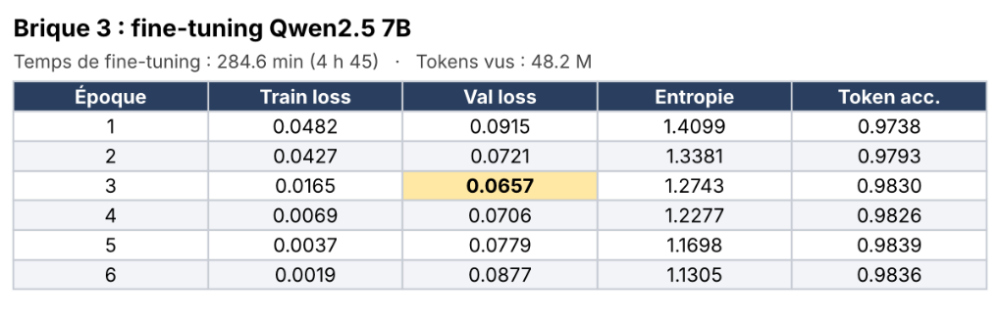 Brique 3 : fine-tuning Qwen2.5 7B
Temps de fine-tuning : 284.6 min (4 h 45) · Tokens vus : 48.2 M
Époque Train loss Val loss Entropie Token acc.
1 0.0482 0.0915 1.4099 0.9738
2 0.0427 0.0721 1.3381 0.9793
3 0.0165 0.0657 1.2743 0.9830
4 0.0069 0.0706 1.2277 0.9826
5 0.0037 0.0779 1.1698 0.9839
6 0.0019 0.0877 1.1305 0.9836